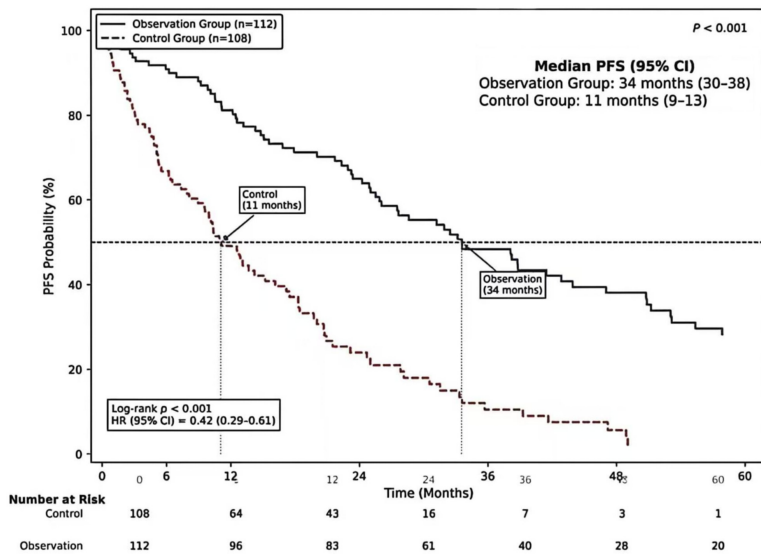 Observation Group (n=112)
Control Group (n=108)
P < 0.001
Median PFS (95% CI)
Observation Group: 34 months (30–38)
Control Group: 11 months (9–13)
100
80
60
40
20
0
PFS Probability (%)
Control
(11 months)
Observation
(34 months)
Log-rank p < 0.001
HR (95% CI) = 0.42 (0.29–0.61)
0 6 12 24 36 48 60
0 12 24 36 60
Time (Months)
Number at Risk
Control 108 64 43 16 7 3 1
Observation 112 96 83 61 40 28 20